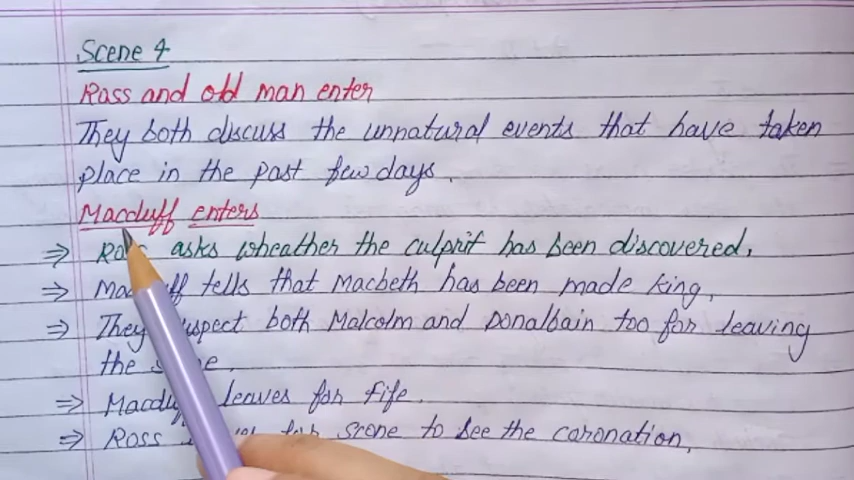 Scene 4
Ross and old man enter
They both discuss the unnatural events that have taken
place in the past few days.
Macduff enters
⇒ asks wheather the culprit has been discovered.
⇒ tells that Macbeth has been made king.
⇒ They both Malcolm and Donalbain too for leaving
the
⇒ leaves for fife.
⇒ Ross for scone to see the coronation.